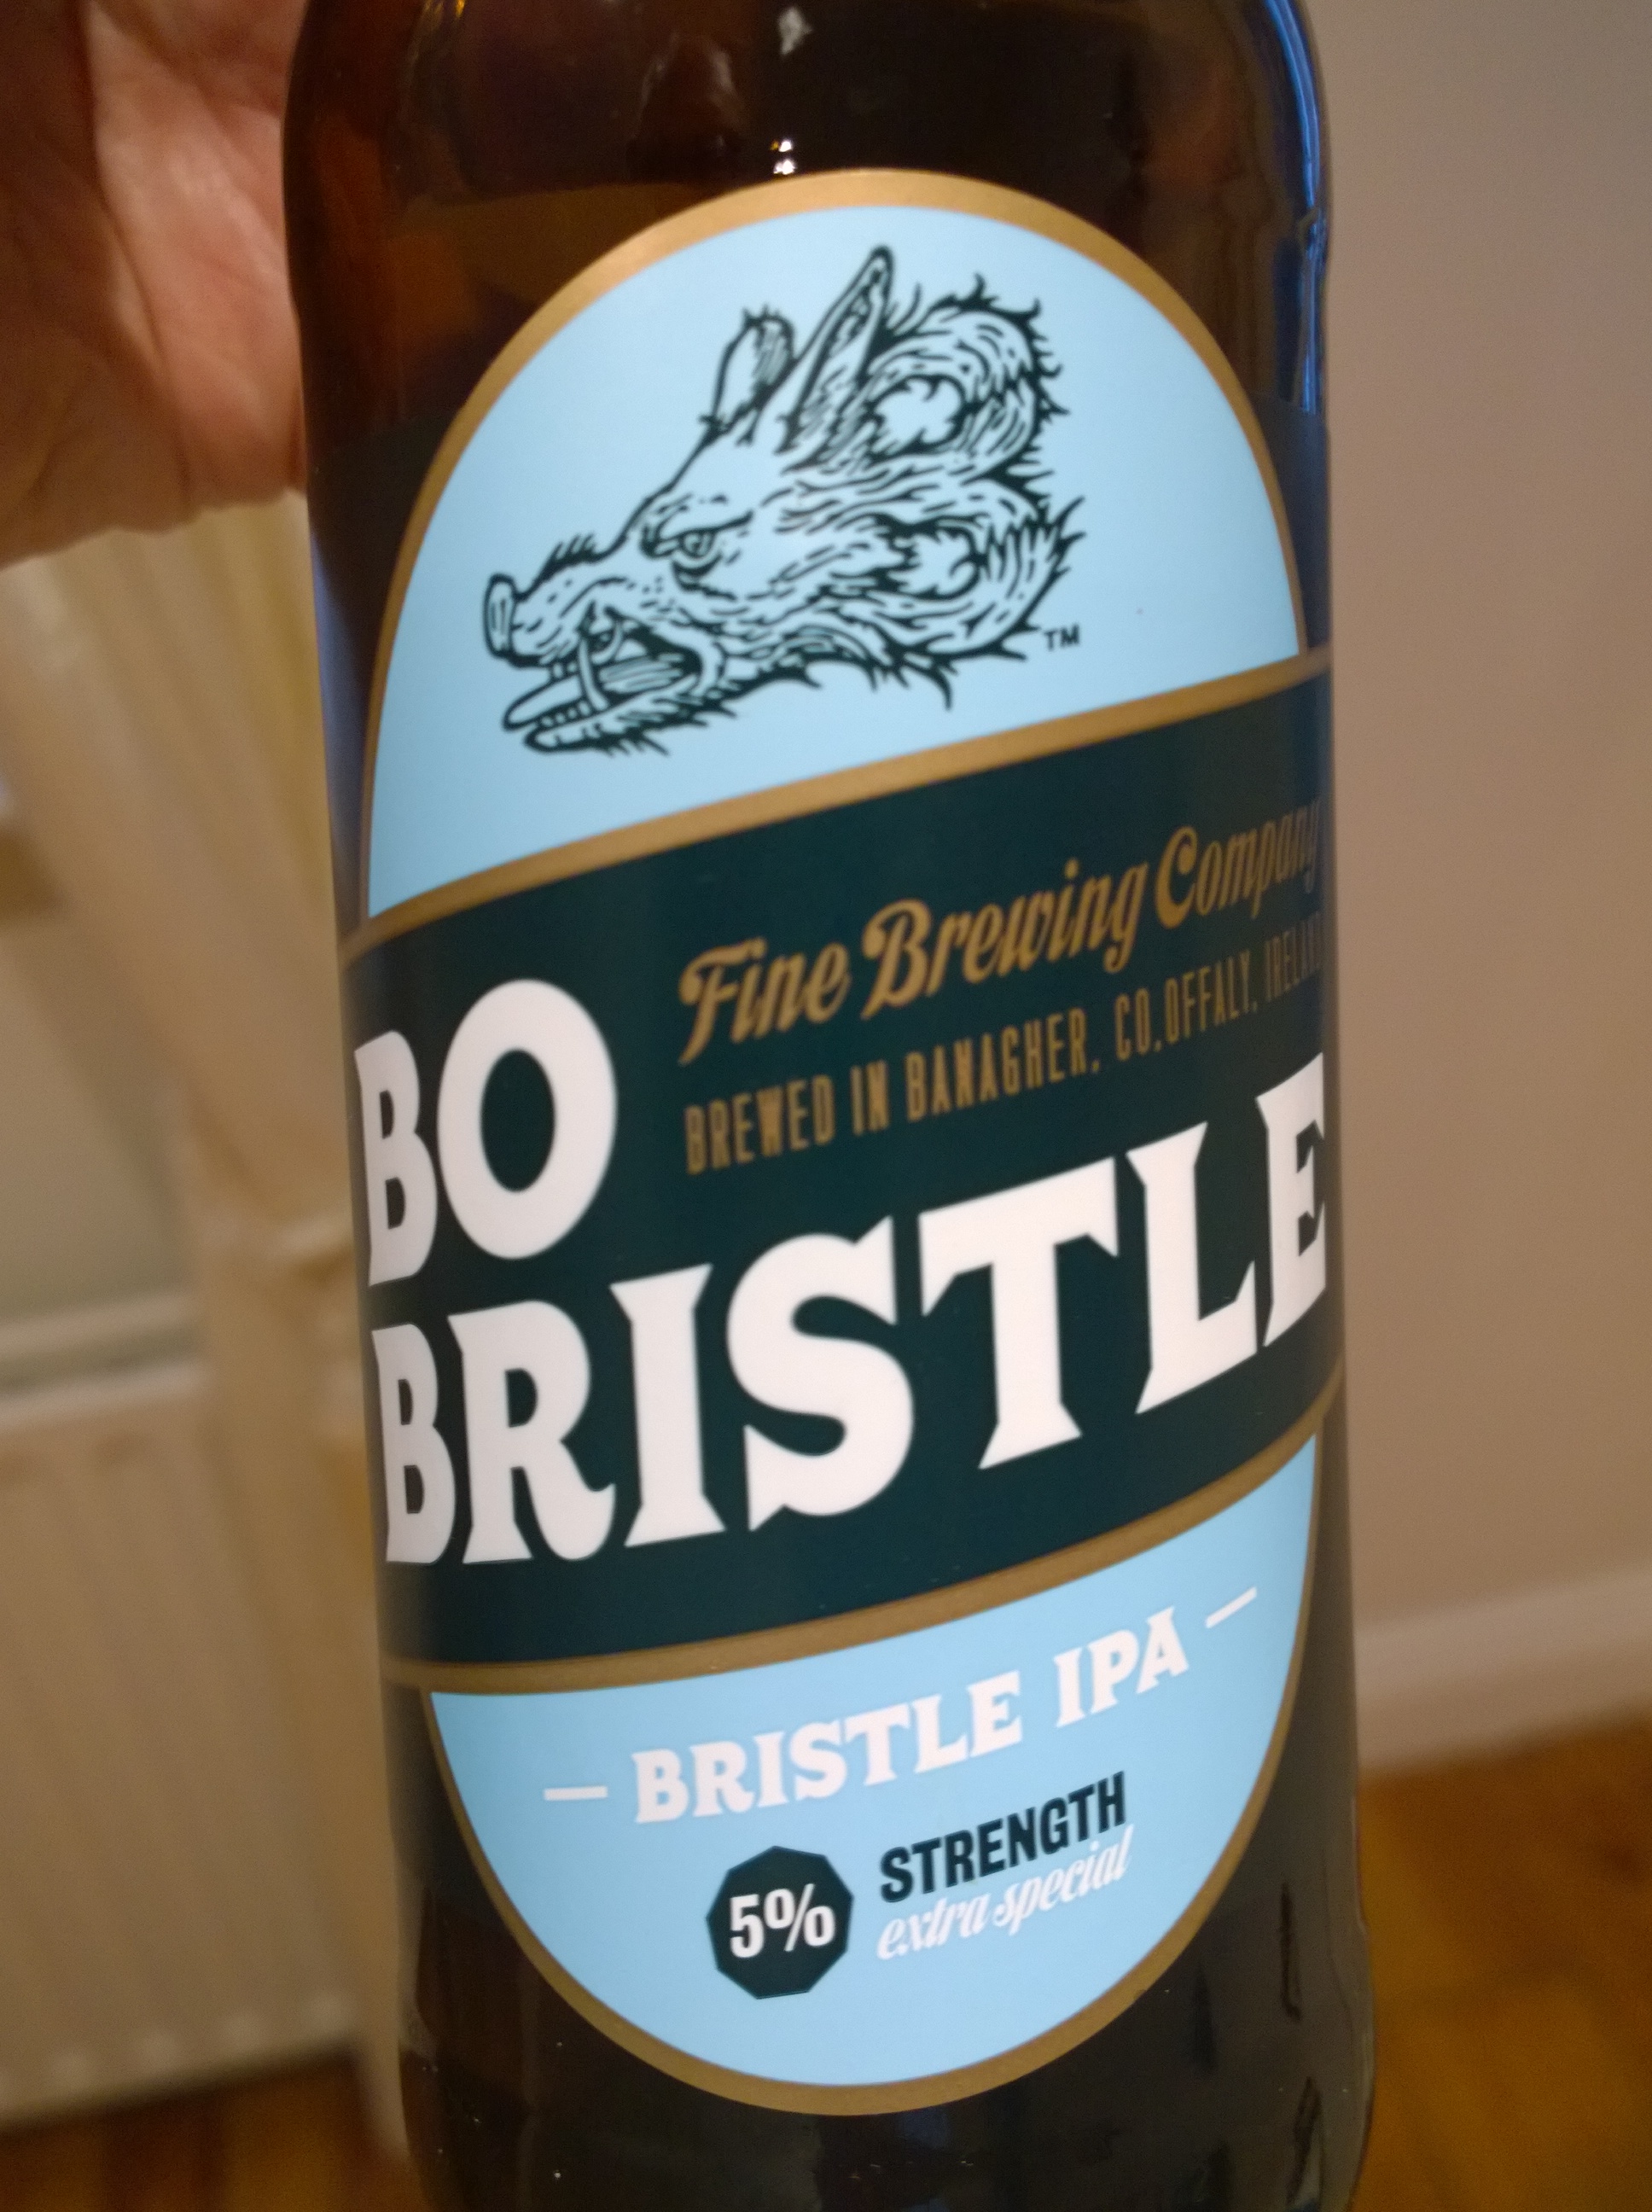 TM
Fine Brewing Company
BREWED IN BANAGHER, CO.OFFALY, IRELAND
BO
BRISTLE
— BRISTLE IPA —
5%
STRENGTH
extra special